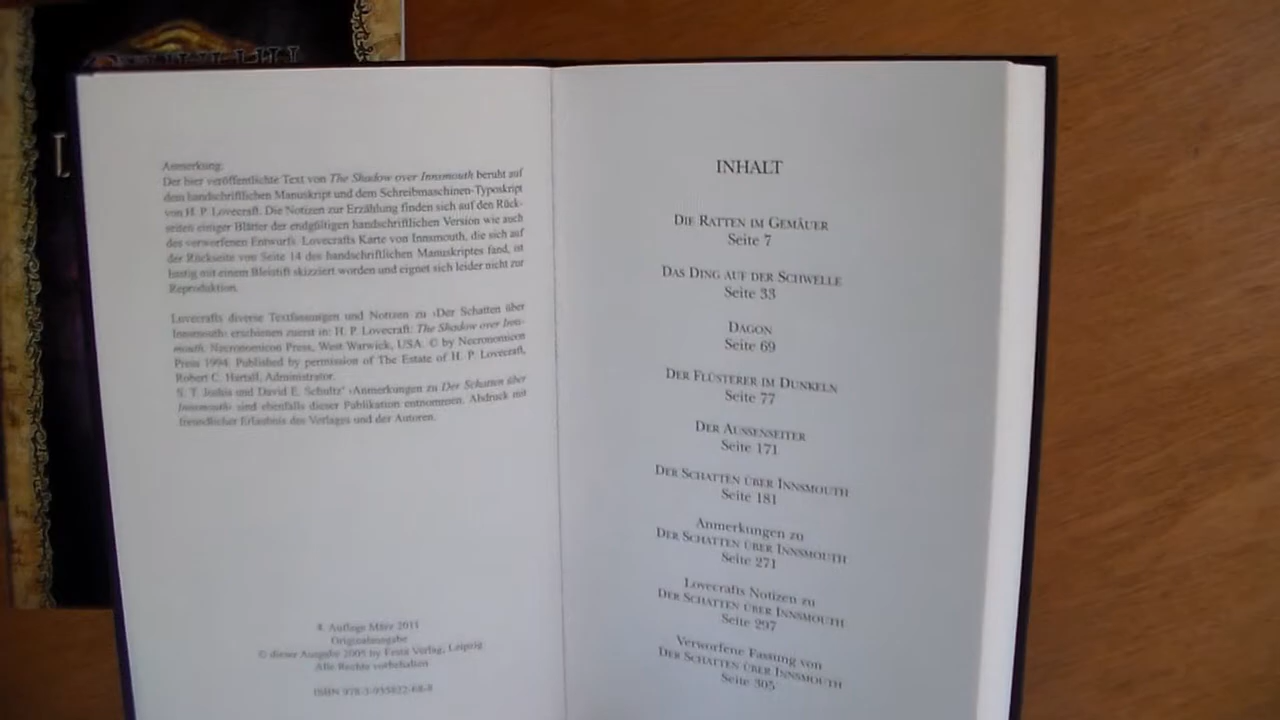 Anmerkung:
Der hier veröffentlichte Text von The Shadow over Innsmouth beruht auf
dem handschriftlichen Manuskript und dem Schreibmaschinen-Typoskript
von H. P. Lovecraft. Die Notizen zur Erzählung finden sich auf den Rück-
seiten einiger Blätter der endgültigen handschriftlichen Version wie auch
des verworfenen Entwurfs. Lovecrafts Karte von Innsmouth, die sich auf
der Rückseite von Seite 14 des handschriftlichen Manuskriptes fand, ist
hastig mit einem Bleistift skizziert worden und eignet sich leider nicht zur
Reproduktion.
Lovecrafts diverse Textfassungen und Notizen zu ›Der Schatten über
Innsmouth‹ erschienen zuerst in: H. P. Lovecraft: The Shadow over Inns-
mouth. Necronomicon Press, West Warwick, USA. © by Necronomicon
Press 1994. Published by permission of The Estate of H. P. Lovecraft,
Robert C. Harrall, Administrator.
S. T. Joshis und David E. Schultz' ›Anmerkungen zu Der Schatten über
Innsmouth‹ sind ebenfalls dieser Publikation entnommen. Abdruck mit
freundlicher Erlaubnis des Verlages und der Autoren.
4. Auflage März 2011
Originalausgabe
© dieser Ausgabe 2005 by Festa Verlag, Leipzig
Alle Rechte vorbehalten
ISBN
INHALT
DIE RATTEN IM GEMÄUER
Seite 7
DAS DING AUF DER SCHWELLE
Seite 33
DAGON
Seite 69
DER FLÜSTERER IM DUNKELN
Seite 77
DER AUSSENSEITER
Seite 171
DER SCHATTEN ÜBER INNSMOUTH
Seite 181
Anmerkungen zu
DER SCHATTEN ÜBER INNSMOUTH
Seite 271
Lovecrafts Notizen zu
DER SCHATTEN ÜBER INNSMOUTH
Seite 297
Verworfene Fassung von
DER SCHATTEN ÜBER INNSMOUTH
Seite 305